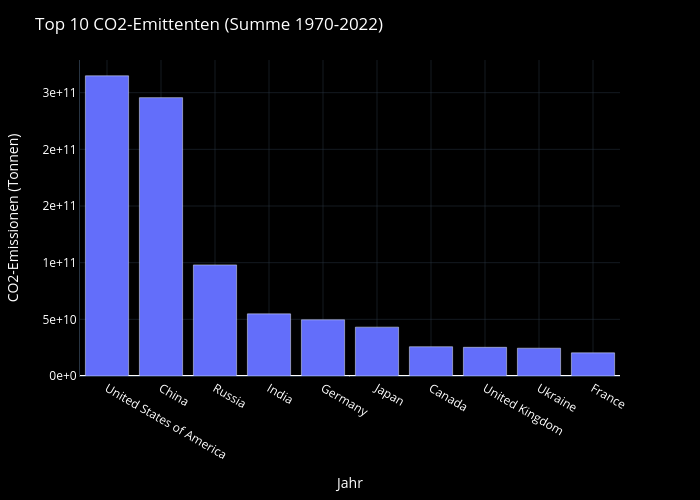 Top 10 CO2-Emittenten (Summe 1970-2022)
CO2-Emissionen (Tonnen)
3e+11
2e+11
2e+11
1e+11
5e+10
0e+0
United States of America
China
Russia
India
Germany
Japan
Canada
United Kingdom
Ukraine
France
Jahr